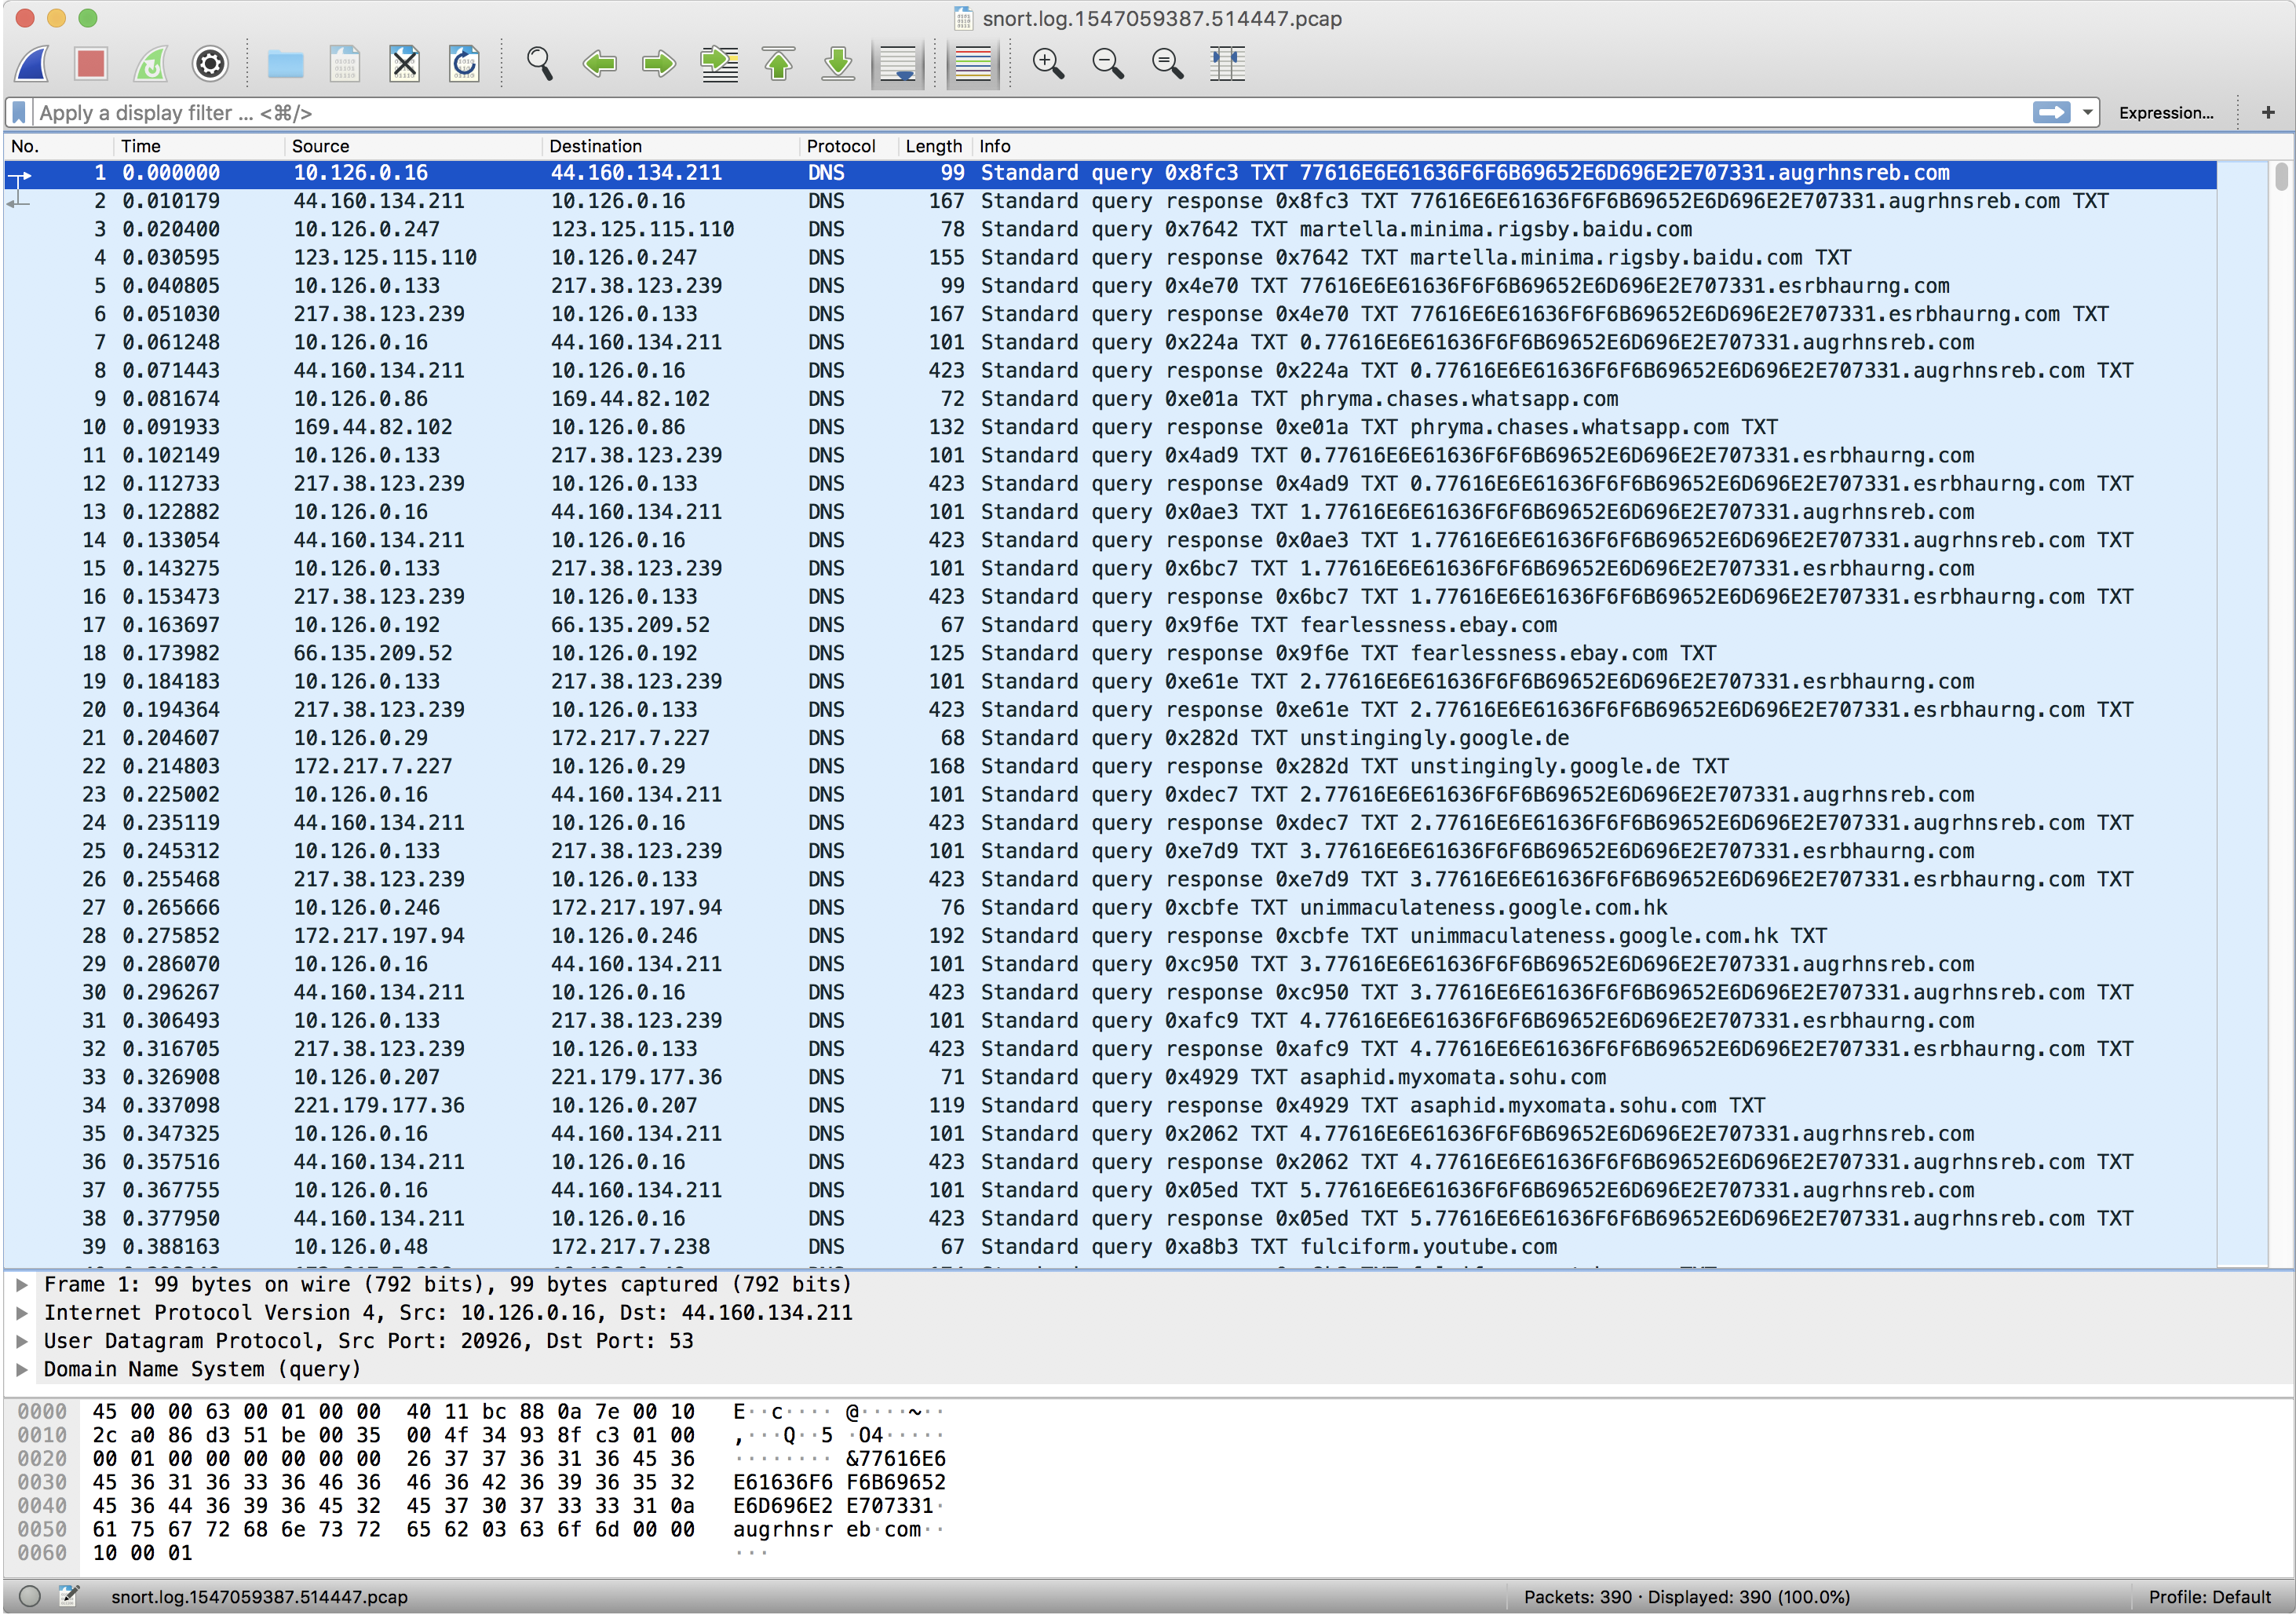 snort.log.1547059387.514447.pcap
Apply a display filter ... <⌘/>
Expression...
+
No. Time Source Destination Protocol Length Info
1 0.000000 10.126.0.16 44.160.134.211 DNS 99 Standard query 0x8fc3 TXT 77616E6E61636F6F6B69652E6D696E2E707331.augrhnsreb.com
2 0.010179 44.160.134.211 10.126.0.16 DNS 167 Standard query response 0x8fc3 TXT 77616E6E61636F6F6B69652E6D696E2E707331.augrhnsreb.com TXT
3 0.020400 10.126.0.247 123.125.115.110 DNS 78 Standard query 0x7642 TXT martella.minima.rigsby.baidu.com
4 0.030595 123.125.115.110 10.126.0.247 DNS 155 Standard query response 0x7642 TXT martella.minima.rigsby.baidu.com TXT
5 0.040805 10.126.0.133 217.38.123.239 DNS 99 Standard query 0x4e70 TXT 77616E6E61636F6F6B69652E6D696E2E707331.esrbhaurng.com
6 0.051030 217.38.123.239 10.126.0.133 DNS 167 Standard query response 0x4e70 TXT 77616E6E61636F6F6B69652E6D696E2E707331.esrbhaurng.com TXT
7 0.061248 10.126.0.16 44.160.134.211 DNS 101 Standard query 0x224a TXT 0.77616E6E61636F6F6B69652E6D696E2E707331.augrhnsreb.com
8 0.071443 44.160.134.211 10.126.0.16 DNS 423 Standard query response 0x224a TXT 0.77616E6E61636F6F6B69652E6D696E2E707331.augrhnsreb.com TXT
9 0.081674 10.126.0.86 169.44.82.102 DNS 72 Standard query 0xe01a TXT phryma.chases.whatsapp.com
10 0.091933 169.44.82.102 10.126.0.86 DNS 132 Standard query response 0xe01a TXT phryma.chases.whatsapp.com TXT
11 0.102149 10.126.0.133 217.38.123.239 DNS 101 Standard query 0x4ad9 TXT 0.77616E6E61636F6F6B69652E6D696E2E707331.esrbhaurng.com
12 0.112733 217.38.123.239 10.126.0.133 DNS 423 Standard query response 0x4ad9 TXT 0.77616E6E61636F6F6B69652E6D696E2E707331.esrbhaurng.com TXT
13 0.122882 10.126.0.16 44.160.134.211 DNS 101 Standard query 0x0ae3 TXT 1.77616E6E61636F6F6B69652E6D696E2E707331.augrhnsreb.com
14 0.133054 44.160.134.211 10.126.0.16 DNS 423 Standard query response 0x0ae3 TXT 1.77616E6E61636F6F6B69652E6D696E2E707331.augrhnsreb.com TXT
15 0.143275 10.126.0.133 217.38.123.239 DNS 101 Standard query 0x6bc7 TXT 1.77616E6E61636F6F6B69652E6D696E2E707331.esrbhaurng.com
16 0.153473 217.38.123.239 10.126.0.133 DNS 423 Standard query response 0x6bc7 TXT 1.77616E6E61636F6F6B69652E6D696E2E707331.esrbhaurng.com TXT
17 0.163697 10.126.0.192 66.135.209.52 DNS 67 Standard query 0x9f6e TXT fearlessness.ebay.com
18 0.173982 66.135.209.52 10.126.0.192 DNS 125 Standard query response 0x9f6e TXT fearlessness.ebay.com TXT
19 0.184183 10.126.0.133 217.38.123.239 DNS 101 Standard query 0xe61e TXT 2.77616E6E61636F6F6B69652E6D696E2E707331.esrbhaurng.com
20 0.194364 217.38.123.239 10.126.0.133 DNS 423 Standard query response 0xe61e TXT 2.77616E6E61636F6F6B69652E6D696E2E707331.esrbhaurng.com TXT
21 0.204607 10.126.0.29 172.217.7.227 DNS 68 Standard query 0x282d TXT unstingingly.google.de
22 0.214803 172.217.7.227 10.126.0.29 DNS 168 Standard query response 0x282d TXT unstingingly.google.de TXT
23 0.225002 10.126.0.16 44.160.134.211 DNS 101 Standard query 0xdec7 TXT 2.77616E6E61636F6F6B69652E6D696E2E707331.augrhnsreb.com
24 0.235119 44.160.134.211 10.126.0.16 DNS 423 Standard query response 0xdec7 TXT 2.77616E6E61636F6F6B69652E6D696E2E707331.augrhnsreb.com TXT
25 0.245312 10.126.0.133 217.38.123.239 DNS 101 Standard query 0xe7d9 TXT 3.77616E6E61636F6F6B69652E6D696E2E707331.esrbhaurng.com
26 0.255468 217.38.123.239 10.126.0.133 DNS 423 Standard query response 0xe7d9 TXT 3.77616E6E61636F6F6B69652E6D696E2E707331.esrbhaurng.com TXT
27 0.265666 10.126.0.246 172.217.197.94 DNS 76 Standard query 0xcbfe TXT unimmaculateness.google.com.hk
28 0.275852 172.217.197.94 10.126.0.246 DNS 192 Standard query response 0xcbfe TXT unimmaculateness.google.com.hk TXT
29 0.286070 10.126.0.16 44.160.134.211 DNS 101 Standard query 0xc950 TXT 3.77616E6E61636F6F6B69652E6D696E2E707331.augrhnsreb.com
30 0.296267 44.160.134.211 10.126.0.16 DNS 423 Standard query response 0xc950 TXT 3.77616E6E61636F6F6B69652E6D696E2E707331.augrhnsreb.com TXT
31 0.306493 10.126.0.133 217.38.123.239 DNS 101 Standard query 0xafc9 TXT 4.77616E6E61636F6F6B69652E6D696E2E707331.esrbhaurng.com
32 0.316705 217.38.123.239 10.126.0.133 DNS 423 Standard query response 0xafc9 TXT 4.77616E6E61636F6F6B69652E6D696E2E707331.esrbhaurng.com TXT
33 0.326908 10.126.0.207 221.179.177.36 DNS 71 Standard query 0x4929 TXT asaphid.myxomata.sohu.com
34 0.337098 221.179.177.36 10.126.0.207 DNS 119 Standard query response 0x4929 TXT asaphid.myxomata.sohu.com TXT
35 0.347325 10.126.0.16 44.160.134.211 DNS 101 Standard query 0x2062 TXT 4.77616E6E61636F6F6B69652E6D696E2E707331.augrhnsreb.com
36 0.357516 44.160.134.211 10.126.0.16 DNS 423 Standard query response 0x2062 TXT 4.77616E6E61636F6F6B69652E6D696E2E707331.augrhnsreb.com TXT
37 0.367755 10.126.0.16 44.160.134.211 DNS 101 Standard query 0x05ed TXT 5.77616E6E61636F6F6B69652E6D696E2E707331.augrhnsreb.com
38 0.377950 44.160.134.211 10.126.0.16 DNS 423 Standard query response 0x05ed TXT 5.77616E6E61636F6F6B69652E6D696E2E707331.augrhnsreb.com TXT
39 0.388163 10.126.0.48 172.217.7.238 DNS 67 Standard query 0xa8b3 TXT fulciform.youtube.com
Frame 1: 99 bytes on wire (792 bits), 99 bytes captured (792 bits)
Internet Protocol Version 4, Src: 10.126.0.16, Dst: 44.160.134.211
User Datagram Protocol, Src Port: 20926, Dst Port: 53
Domain Name System (query)
0000 45 00 00 63 00 01 00 00 40 11 bc 88 0a 7e 00 10 E··c···· @····~··
0010 2c a0 86 d3 51 be 00 35 00 4f 34 93 8f c3 01 00 ,···Q··5 ·O4·····
0020 00 01 00 00 00 00 00 00 26 37 37 36 31 36 45 36 ········ &77616E6
0030 45 36 31 36 33 36 46 36 46 36 42 36 39 36 35 32 E61636F6 F6B69652
0040 45 36 44 36 39 36 45 32 45 37 30 37 33 33 31 0a E6D696E2 E707331·
0050 61 75 67 72 68 6e 73 72 65 62 03 63 6f 6d 00 00 augrhnsr eb·com··
0060 10 00 01 ···
snort.log.1547059387.514447.pcap
Packets: 390 · Displayed: 390 (100.0%)
Profile: Default